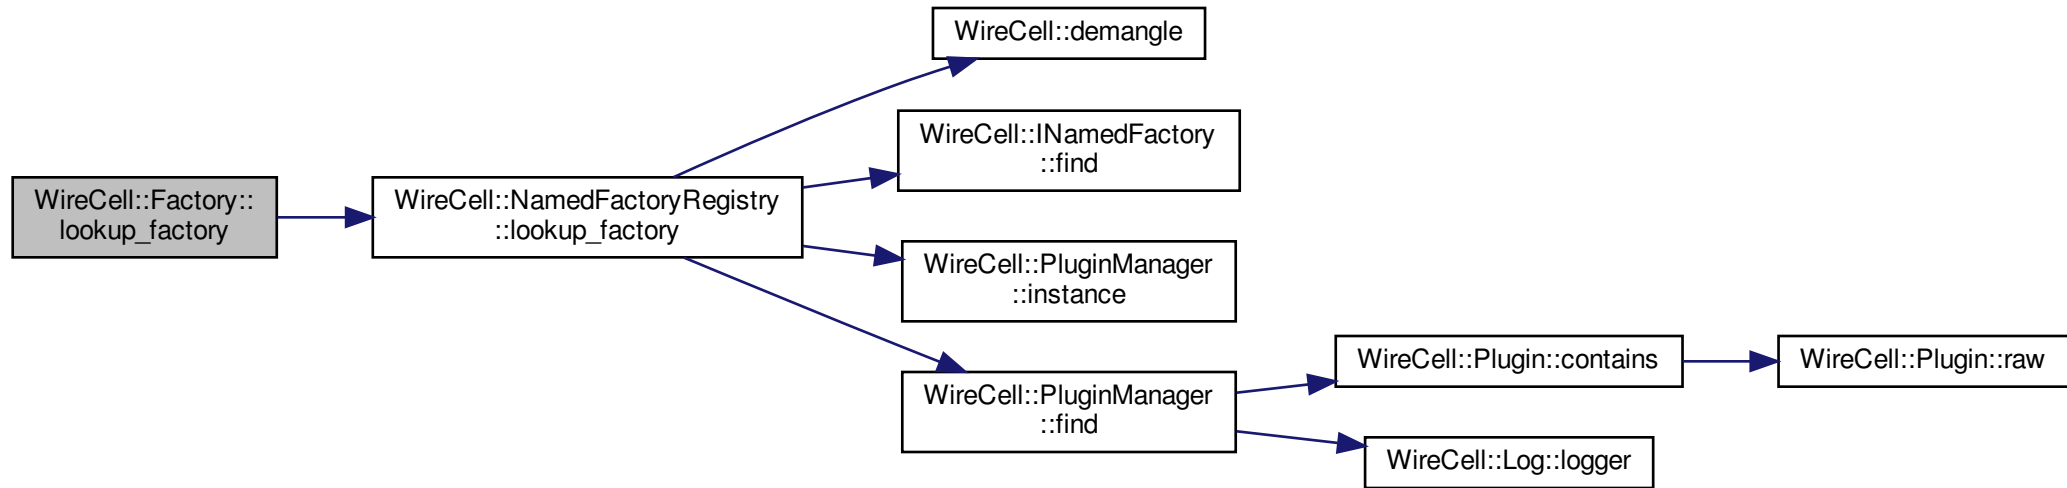 WireCell::Factory::
lookup_factory
WireCell::NamedFactoryRegistry
::lookup_factory
WireCell::demangle
WireCell::INamedFactory
::find
WireCell::PluginManager
::instance
WireCell::PluginManager
::find
WireCell::Plugin::contains
WireCell::Plugin::raw
WireCell::Log::logger